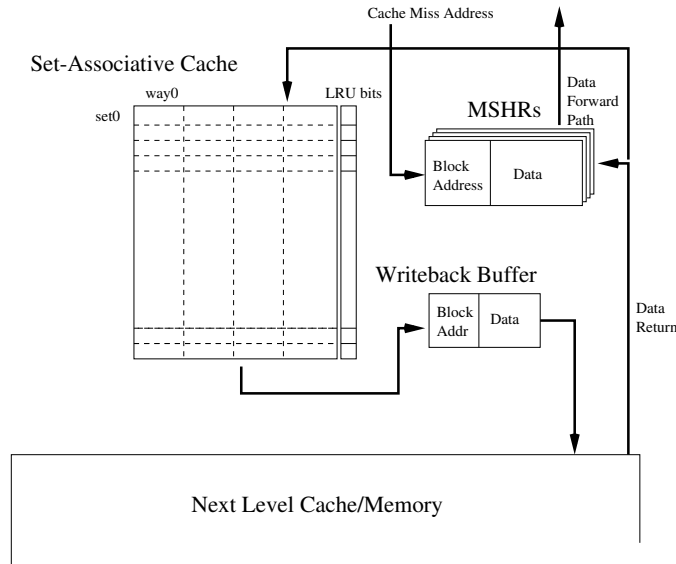 Cache Miss Address
Set-Associative Cache
way0
LRU bits
set0
MSHRs
Data
Forward
Path
Block
Address
Data
Writeback Buffer
Block
Addr
Data
Data
Return
Next Level Cache/Memory